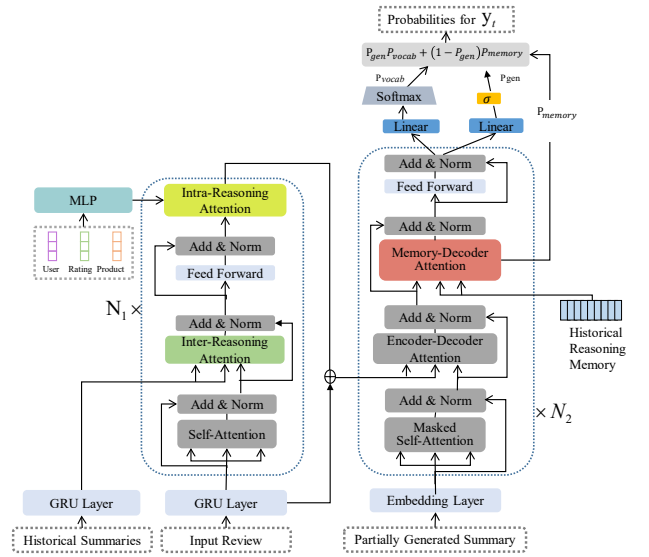 Probabilities for y_t
P_gen P_vocab + (1 − P_gen)P_memory
P_vocab
P_gen
Softmax
σ
P_memory
Linear
Linear
Add & Norm
Feed Forward
Add & Norm
Memory-Decoder
Attention
Add & Norm
Encoder-Decoder
Attention
Add & Norm
Masked
Self-Attention
× N_2
Historical
Reasoning
Memory
Embedding Layer
Partially Generated Summary
MLP
User
Rating
Product
Intra-Reasoning
Attention
Add & Norm
Feed Forward
N_1 ×
Add & Norm
Inter-Reasoning
Attention
Add & Norm
Self-Attention
GRU Layer
GRU Layer
Historical Summaries
Input Review